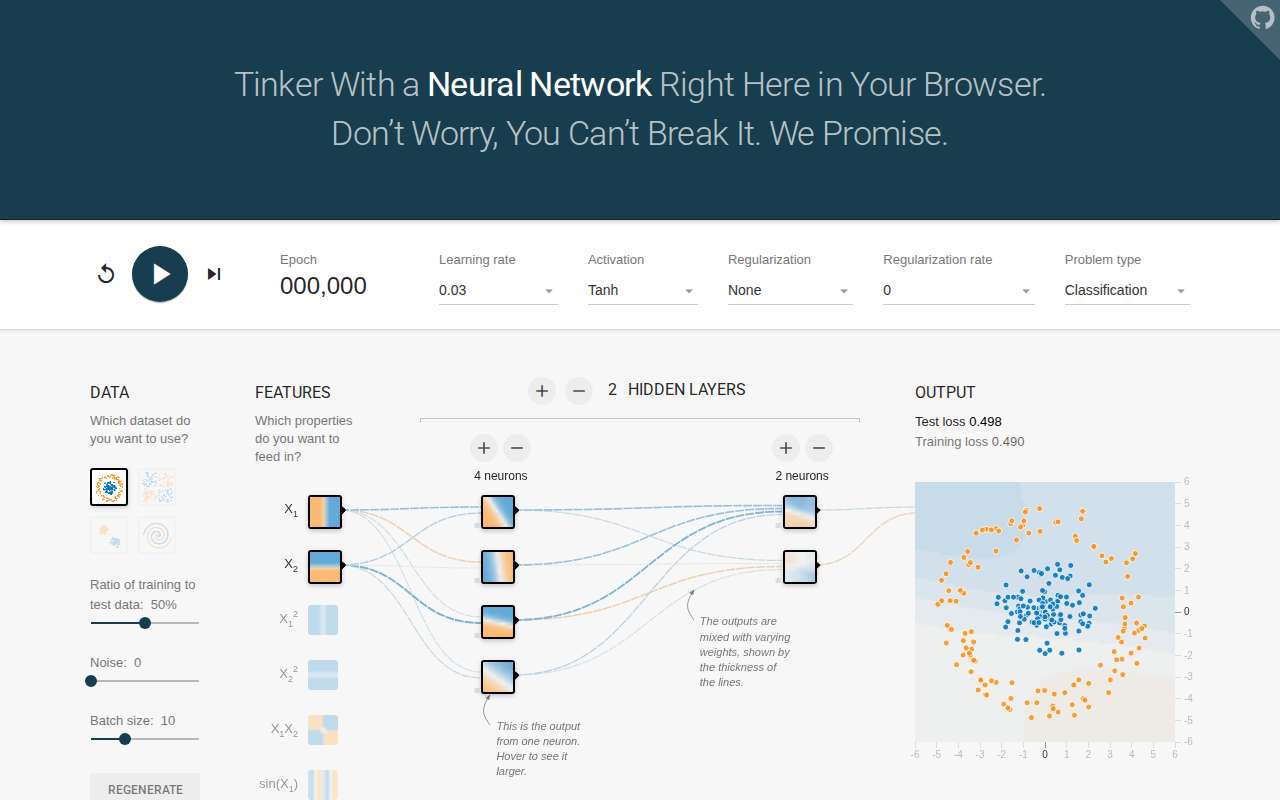 Tinker With a Neural Network Right Here in Your Browser.
Don’t Worry, You Can’t Break It. We Promise.
Epoch
000,000
Learning rate
0.03
Activation
Tanh
Regularization
None
Regularization rate
0
Problem type
Classification
DATA
Which dataset do
you want to use?
Ratio of training to
test data: 50%
Noise: 0
Batch size: 10
REGENERATE
FEATURES
Which properties
do you want to
feed in?
X1
X2
X1²
X2²
X1X2
sin(X1)
2 HIDDEN LAYERS
4 neurons
2 neurons
This is the output
from one neuron.
Hover to see it
larger.
The outputs are
mixed with varying
weights, shown by
the thickness of
the lines.
OUTPUT
Test loss 0.498
Training loss 0.490
6
5
4
3
2
1
0
-1
-2
-3
-4
-5
-6
-6 -5 -4 -3 -2 -1 0 1 2 3 4 5 6